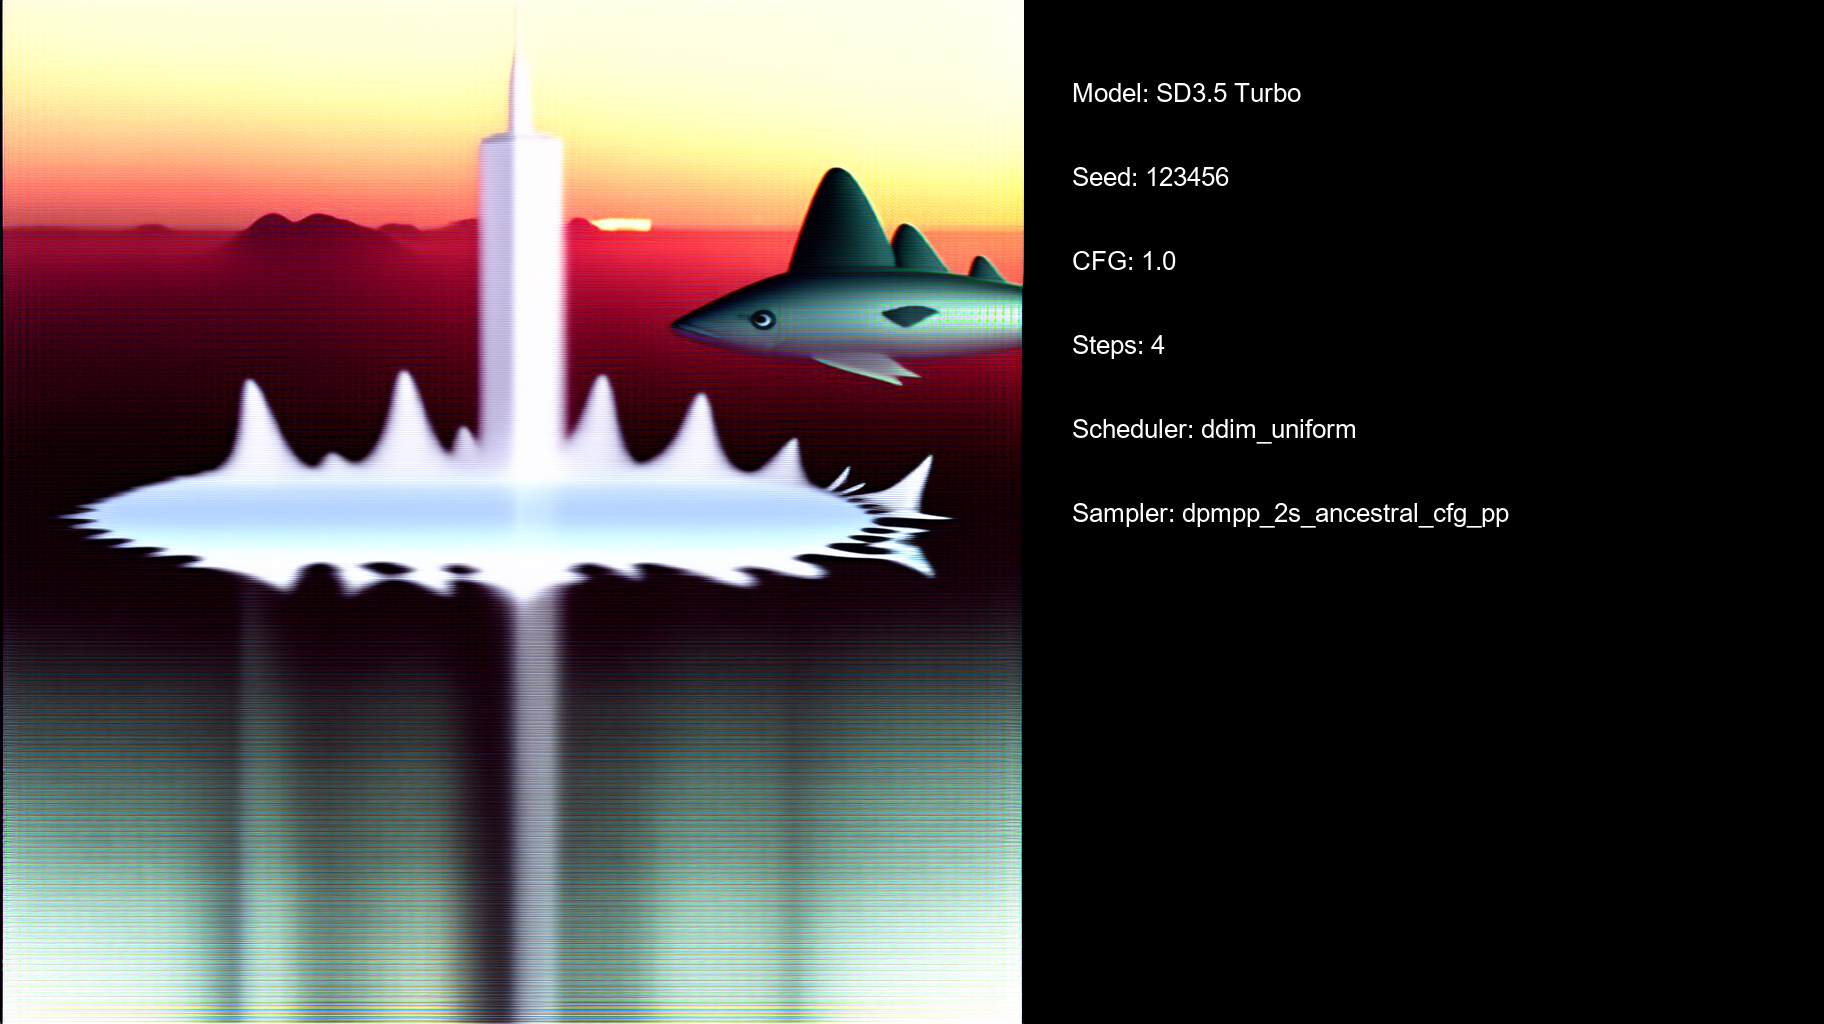 Model: SD3.5 Turbo
Seed: 123456
CFG: 1.0
Steps: 4
Scheduler: ddim_uniform
Sampler: dpmpp_2s_ancestral_cfg_pp